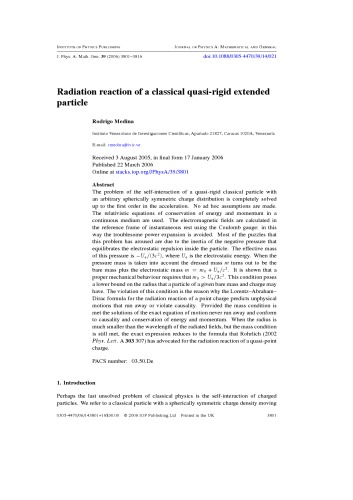 INSTITUTE OF PHYSICS PUBLISHING JOURNAL OF PHYSICS A: MATHEMATICAL AND GENERAL
J. Phys. A: Math. Gen. 39 (2006) 3801–3816 doi:10.1088/0305-4470/39/14/021
Radiation reaction of a classical quasi-rigid extended
particle
Rodrigo Medina
Instituto Venezolano de Investigaciones Científicas, Apartado 21827, Caracas 1020A, Venezuela
E-mail: rmedina@ivic.ve
Received 3 August 2005, in final form 17 January 2006
Published 22 March 2006
Online at stacks.iop.org/JPhysA/39/3801
Abstract
The problem of the self-interaction of a quasi-rigid classical particle with
an arbitrary spherically symmetric charge distribution is completely solved
up to the first order in the acceleration. No ad hoc assumptions are made.
The relativistic equations of conservation of energy and momentum in a
continuous medium are used. The electromagnetic fields are calculated in
the reference frame of instantaneous rest using the Coulomb gauge; in this
way the troublesome power expansion is avoided. Most of the puzzles that
this problem has aroused are due to the inertia of the negative pressure that
equilibrates the electrostatic repulsion inside the particle. The effective mass
of this pressure is −Uₑ/(3c²), where Uₑ is the electrostatic energy. When the
pressure mass is taken into account the dressed mass m turns out to be the
bare mass plus the electrostatic mass m = m₀ + Uₑ/c². It is shown that a
proper mechanical behaviour requires that m₀ > Uₑ/3c². This condition poses
a lower bound on the radius that a particle of a given bare mass and charge may
have. The violation of this condition is the reason why the Lorentz–Abraham–
Dirac formula for the radiation reaction of a point charge predicts unphysical
motions that run away or violate causality. Provided the mass condition is
met the solutions of the exact equation of motion never run away and conform
to causality and conservation of energy and momentum. When the radius is
much smaller than the wavelength of the radiated fields, but the mass condition
is still met, the exact expression reduces to the formula that Rohrlich (2002
Phys. Lett. A 303 307) has advocated for the radiation reaction of a quasi-point
charge.
PACS number: 03.50.De
1. Introduction
Perhaps the last unsolved problem of classical physics is the self-interaction of charged
particles. We refer to a classical particle with a spherically symmetric charge density moving
0305-4470/06/143801+16$30.00 © 2006 IOP Publishing Ltd Printed in the UK 3801